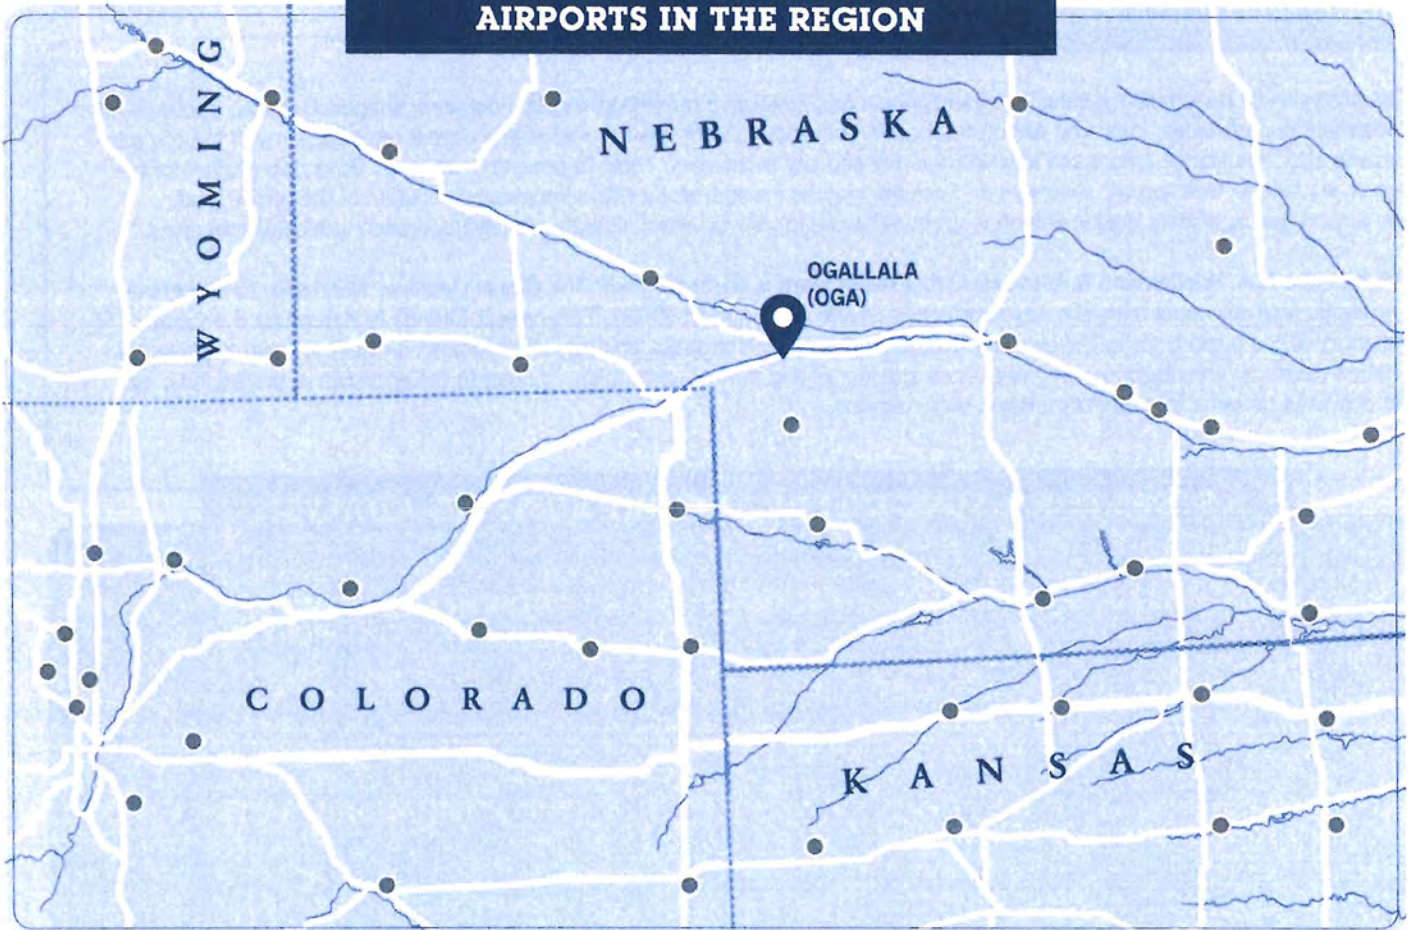 AIRPORTS IN THE REGION
WYOMING
NEBRASKA
OGALLALA
(OGA)
COLORADO
KANSAS